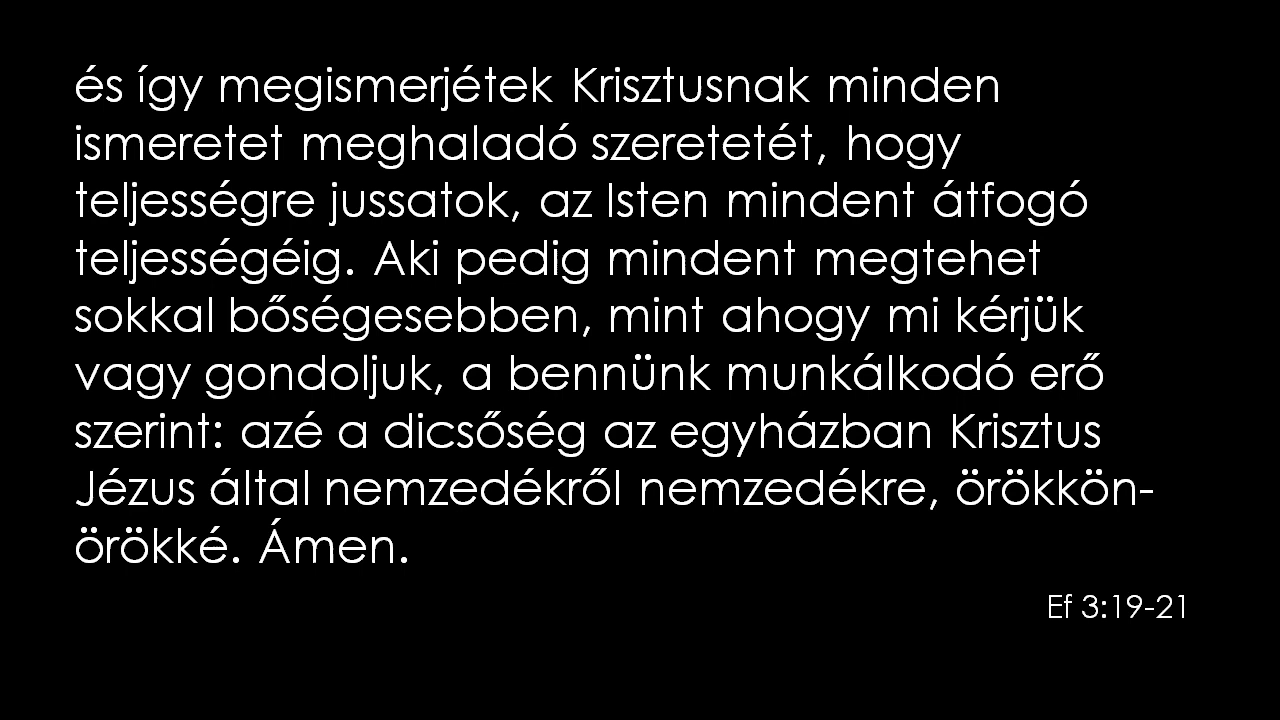 és így megismerjétek Krisztusnak minden
ismeretet meghaladó szeretetét, hogy
teljességre jussatok, az Isten mindent átfogó
teljességéig. Aki pedig mindent megtehet
sokkal bőségesebben, mint ahogy mi kérjük
vagy gondoljuk, a bennünk munkálkodó erő
szerint: azé a dicsőség az egyházban Krisztus
Jézus által nemzedékről nemzedékre, örökkön-
örökké. Ámen.
Ef 3:19-21